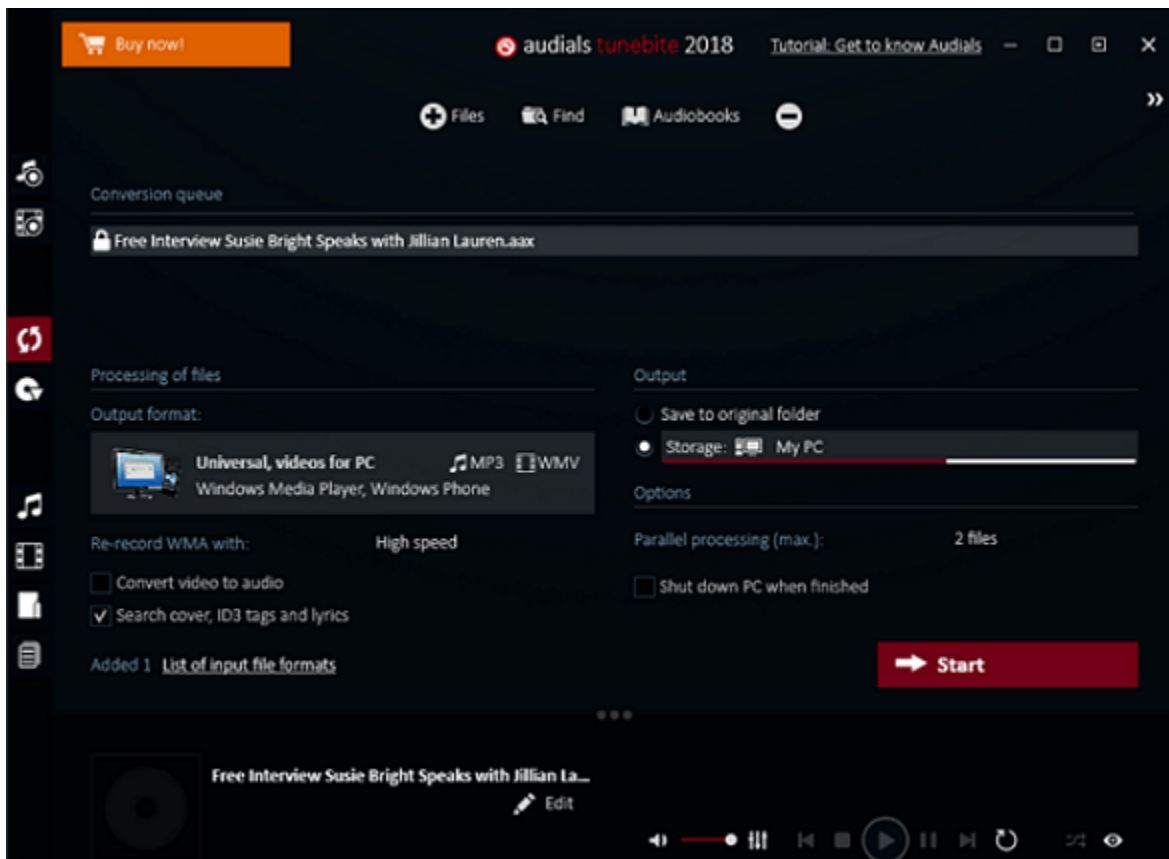 Buy now!
audials tunebite 2018
Tutorial: Get to know Audials
Files Find Audiobooks
»
Conversion queue
Free Interview Susie Bright Speaks with Jillian Lauren.aax
Processing of files
Output format:
Universal, videos for PC MP3 WMV
Windows Media Player, Windows Phone
Re-record WMA with: High speed
Convert video to audio
Search cover, ID3 tags and lyrics
Added 1 List of input file formats
Output
Save to original folder
Storage: My PC
Options
Parallel processing (max.): 2 files
Shut down PC when finished
Start
Free Interview Susie Bright Speaks with Jillian La...
Edit